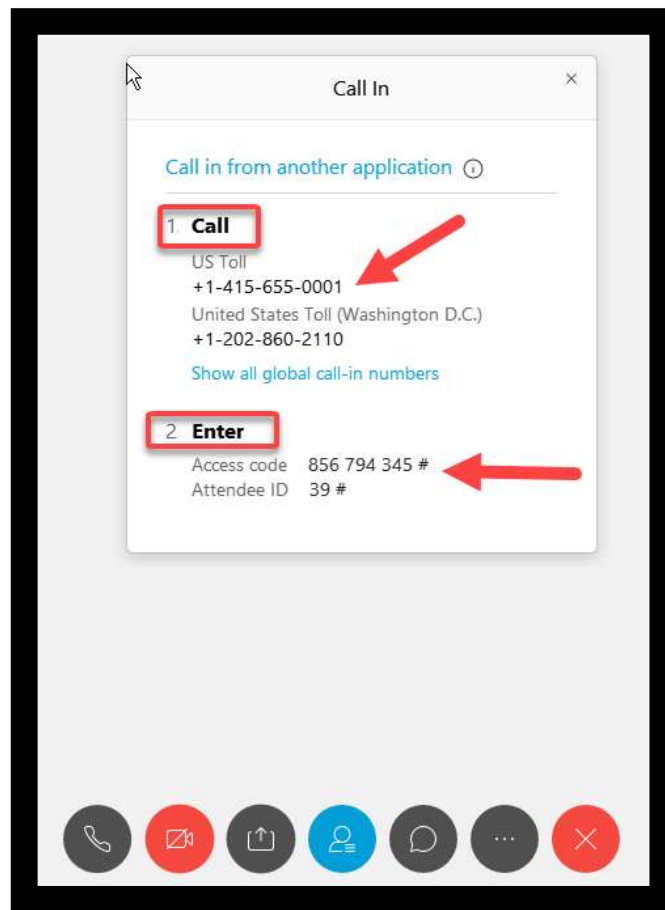 Call In
Call in from another application
1. Call
US Toll
+1-415-655-0001
United States Toll (Washington D.C.)
+1-202-860-2110
Show all global call-in numbers
2 Enter
Access code 856 794 345 #
Attendee ID 39 #